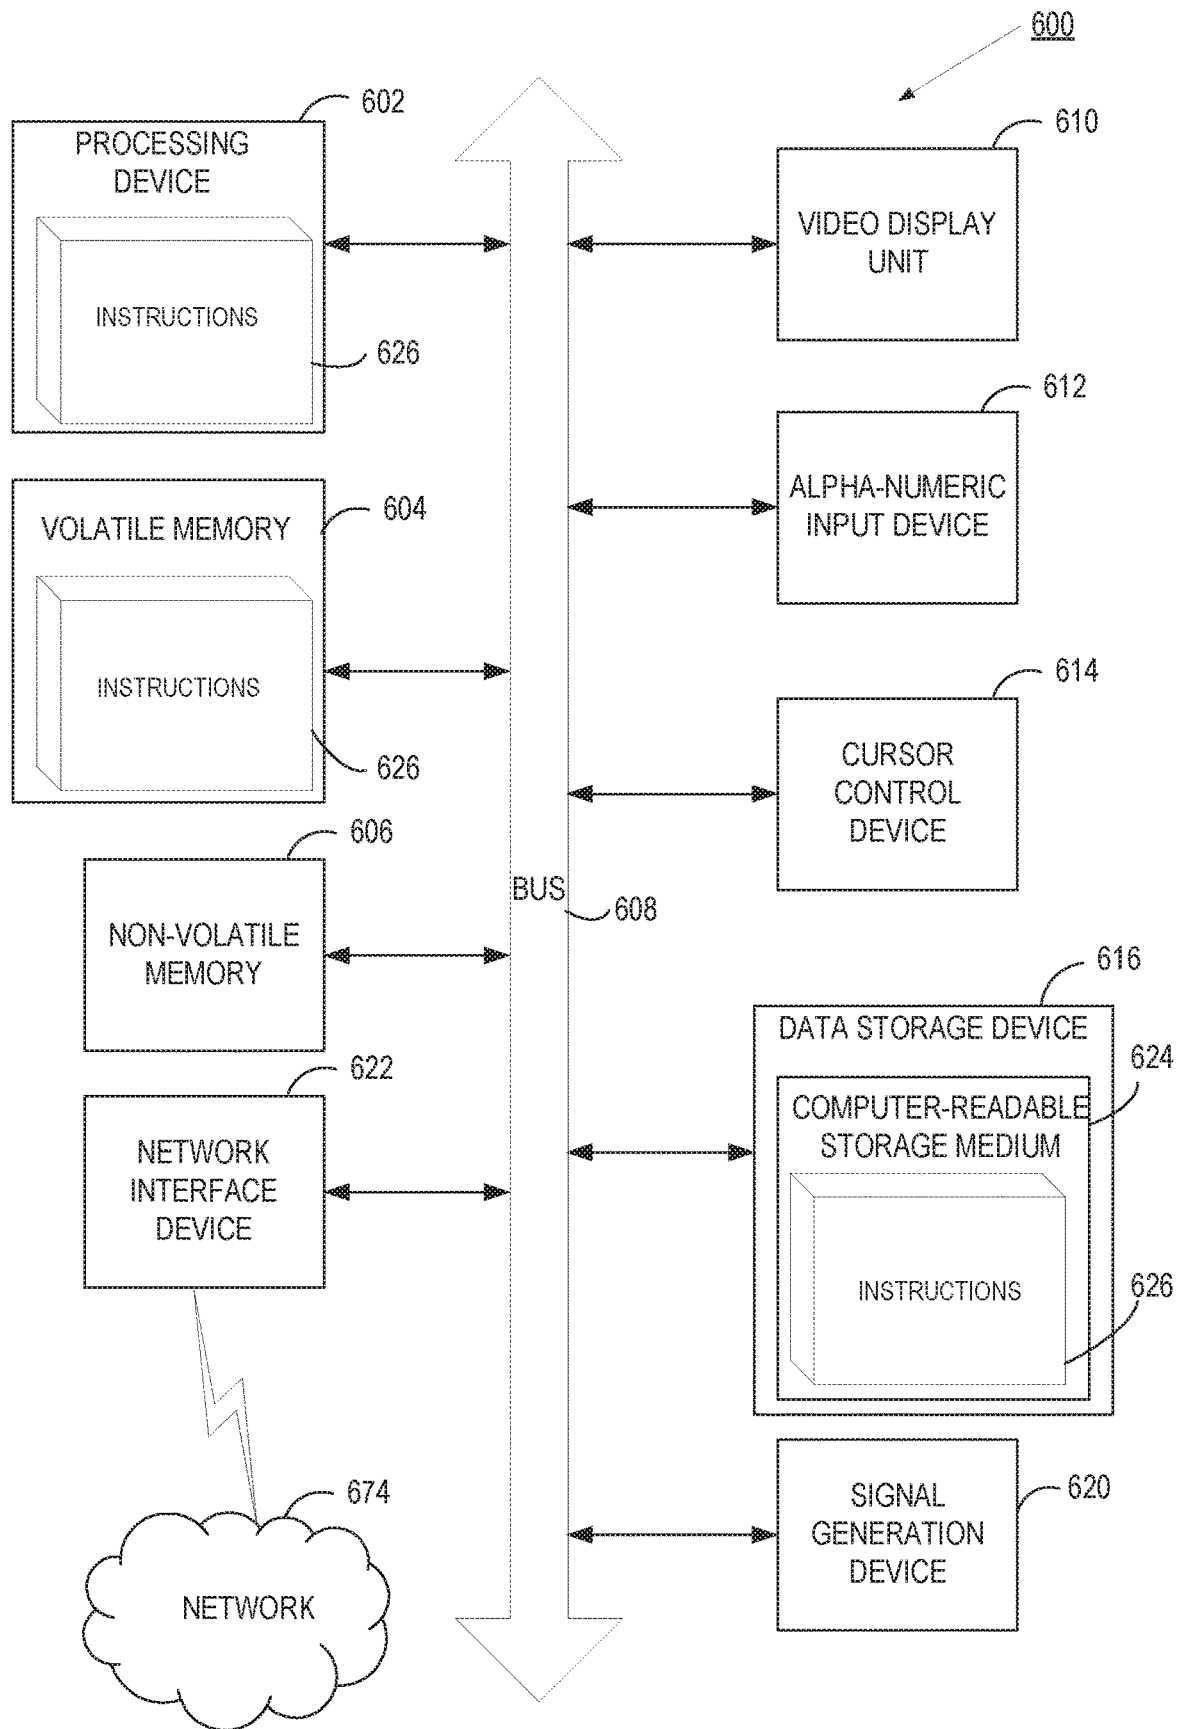 600
602
PROCESSING
DEVICE
INSTRUCTIONS
626
604
VOLATILE MEMORY
INSTRUCTIONS
626
606
NON-VOLATILE
MEMORY
622
NETWORK
INTERFACE
DEVICE
674
NETWORK
BUS
608
610
VIDEO DISPLAY
UNIT
612
ALPHA-NUMERIC
INPUT DEVICE
614
CURSOR
CONTROL
DEVICE
616
DATA STORAGE DEVICE
624
COMPUTER-READABLE
STORAGE MEDIUM
INSTRUCTIONS
626
620
SIGNAL
GENERATION
DEVICE